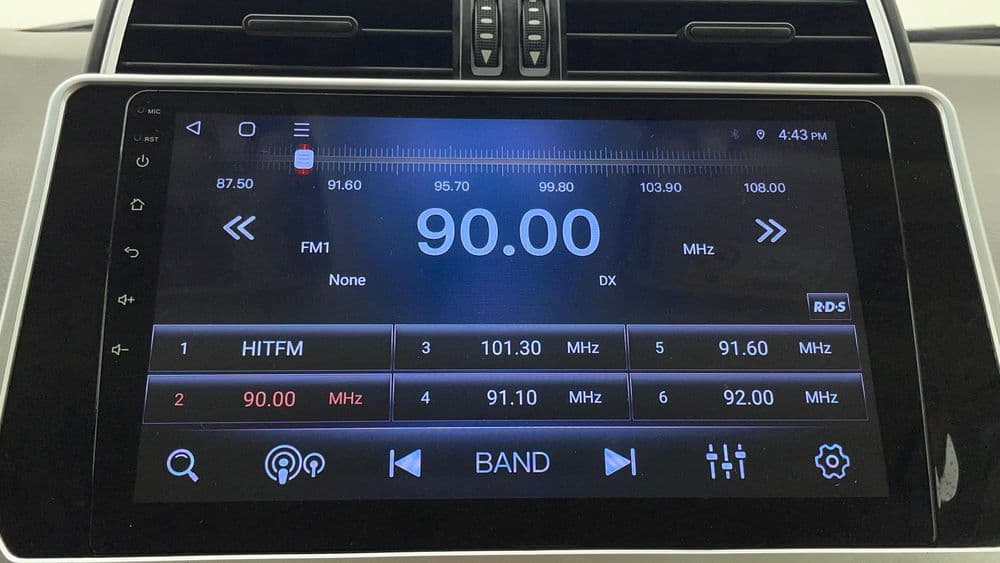 MIC
RST
4:43 PM
87.50 91.60 95.70 99.80 103.90 108.00
90.00
FM1 MHz
None DX
R·D·S
1 HITFM 3 101.30 MHz 5 91.60 MHz
2 90.00 MHz 4 91.10 MHz 6 92.00 MHz
BAND